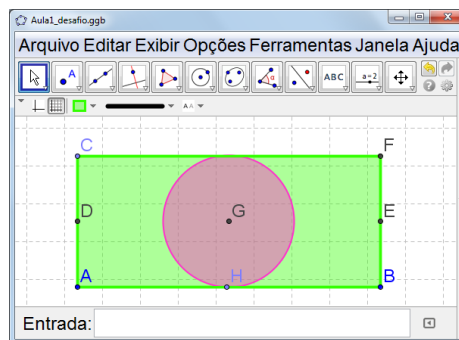 Aula1_desafio.ggb
Arquivo Editar Exibir Opções Ferramentas Janela Ajuda
A ABC a=2
α
A A
C F
D G E
A H B
Entrada: